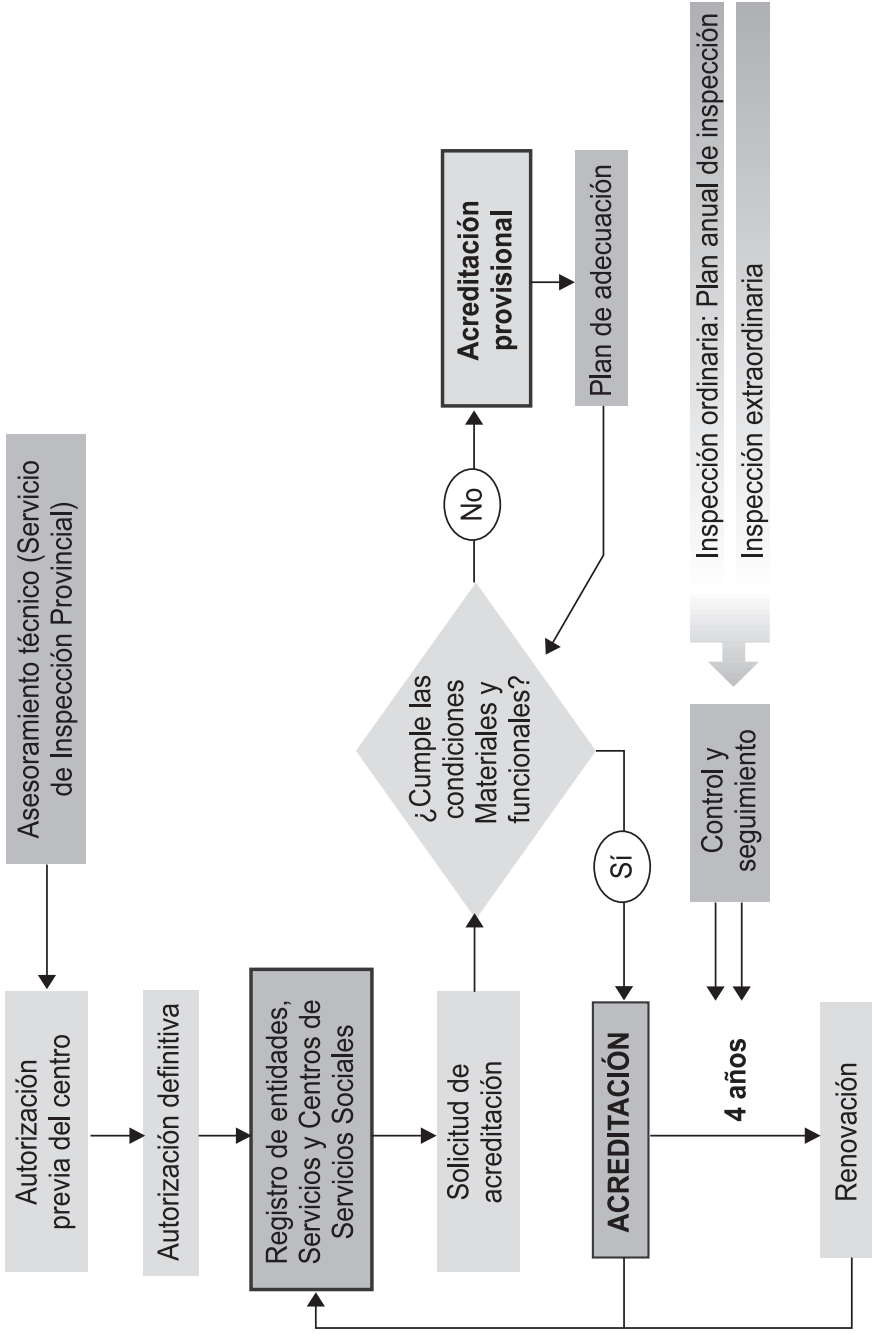 Asesoramiento técnico (Servicio
de Inspección Provincial)
Autorización
previa del centro
Autorización definitiva
Registro de entidades,
Servicios y Centros de
Servicios Sociales
Solicitud de
acreditación
¿Cumple las
condiciones
Materiales y
funcionales?
No
Acreditación
provisional
Plan de adecuación
Sí
ACREDITACIÓN
4 años
Control y
seguimiento
Inspección ordinaria: Plan anual de inspección
Inspección extraordinaria
Renovación